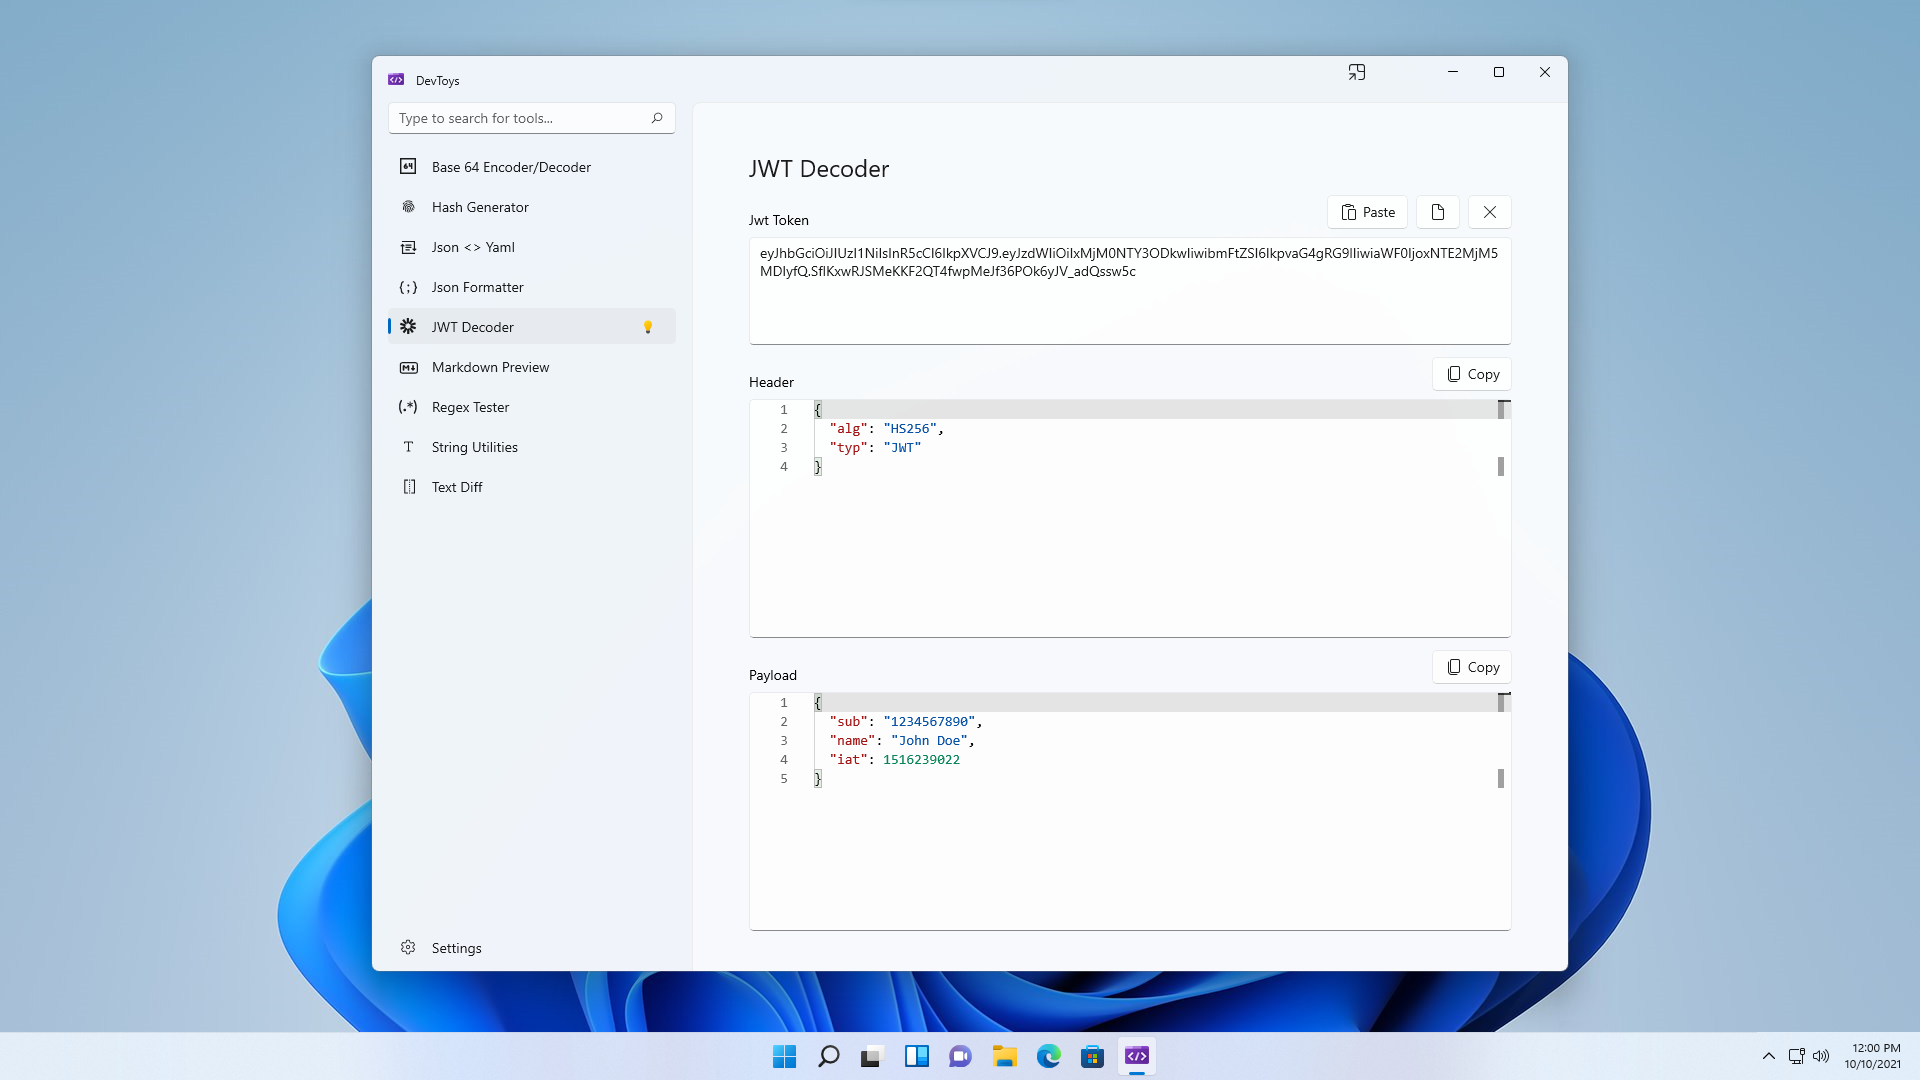 DevToys
Type to search for tools...
Base 64 Encoder/Decoder
Hash Generator
Json <> Yaml
Json Formatter
JWT Decoder
Markdown Preview
Regex Tester
String Utilities
Text Diff
Settings
JWT Decoder
Jwt Token
Paste
eyJhbGciOiJIUzI1NiIsInR5cCI6IkpXVCJ9.eyJzdWIiOiIxMjM0NTY3ODkwIiwibmFtZSI6IkpvaG4gRG9lIiwiaWF0IjoxNTE2MjM5
MDIyfQ.SflKxwRJSMeKKF2QT4fwpMeJf36POk6yJV_adQssw5c
Header
Copy
1 {
2 "alg": "HS256",
3 "typ": "JWT"
4 }
Payload
Copy
1 {
2 "sub": "1234567890",
3 "name": "John Doe",
4 "iat": 1516239022
5 }
12:00 PM
10/10/2021